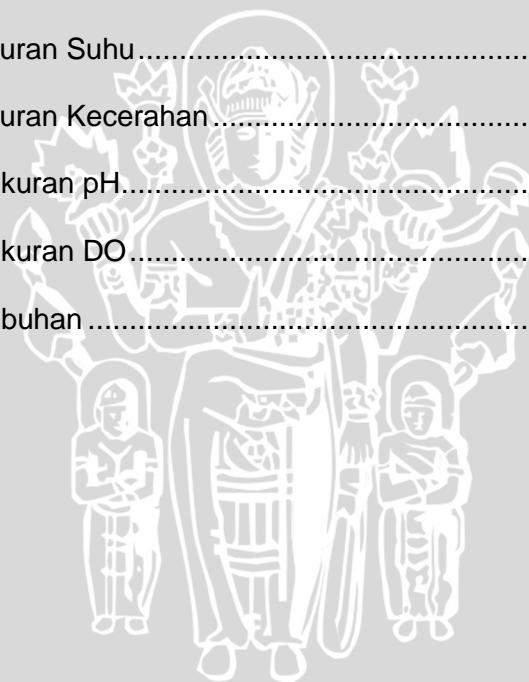 uran Suhu................................................
uran Kecerahan........................................
kuran pH..................................................
kuran DO.................................................
buhan......................................................